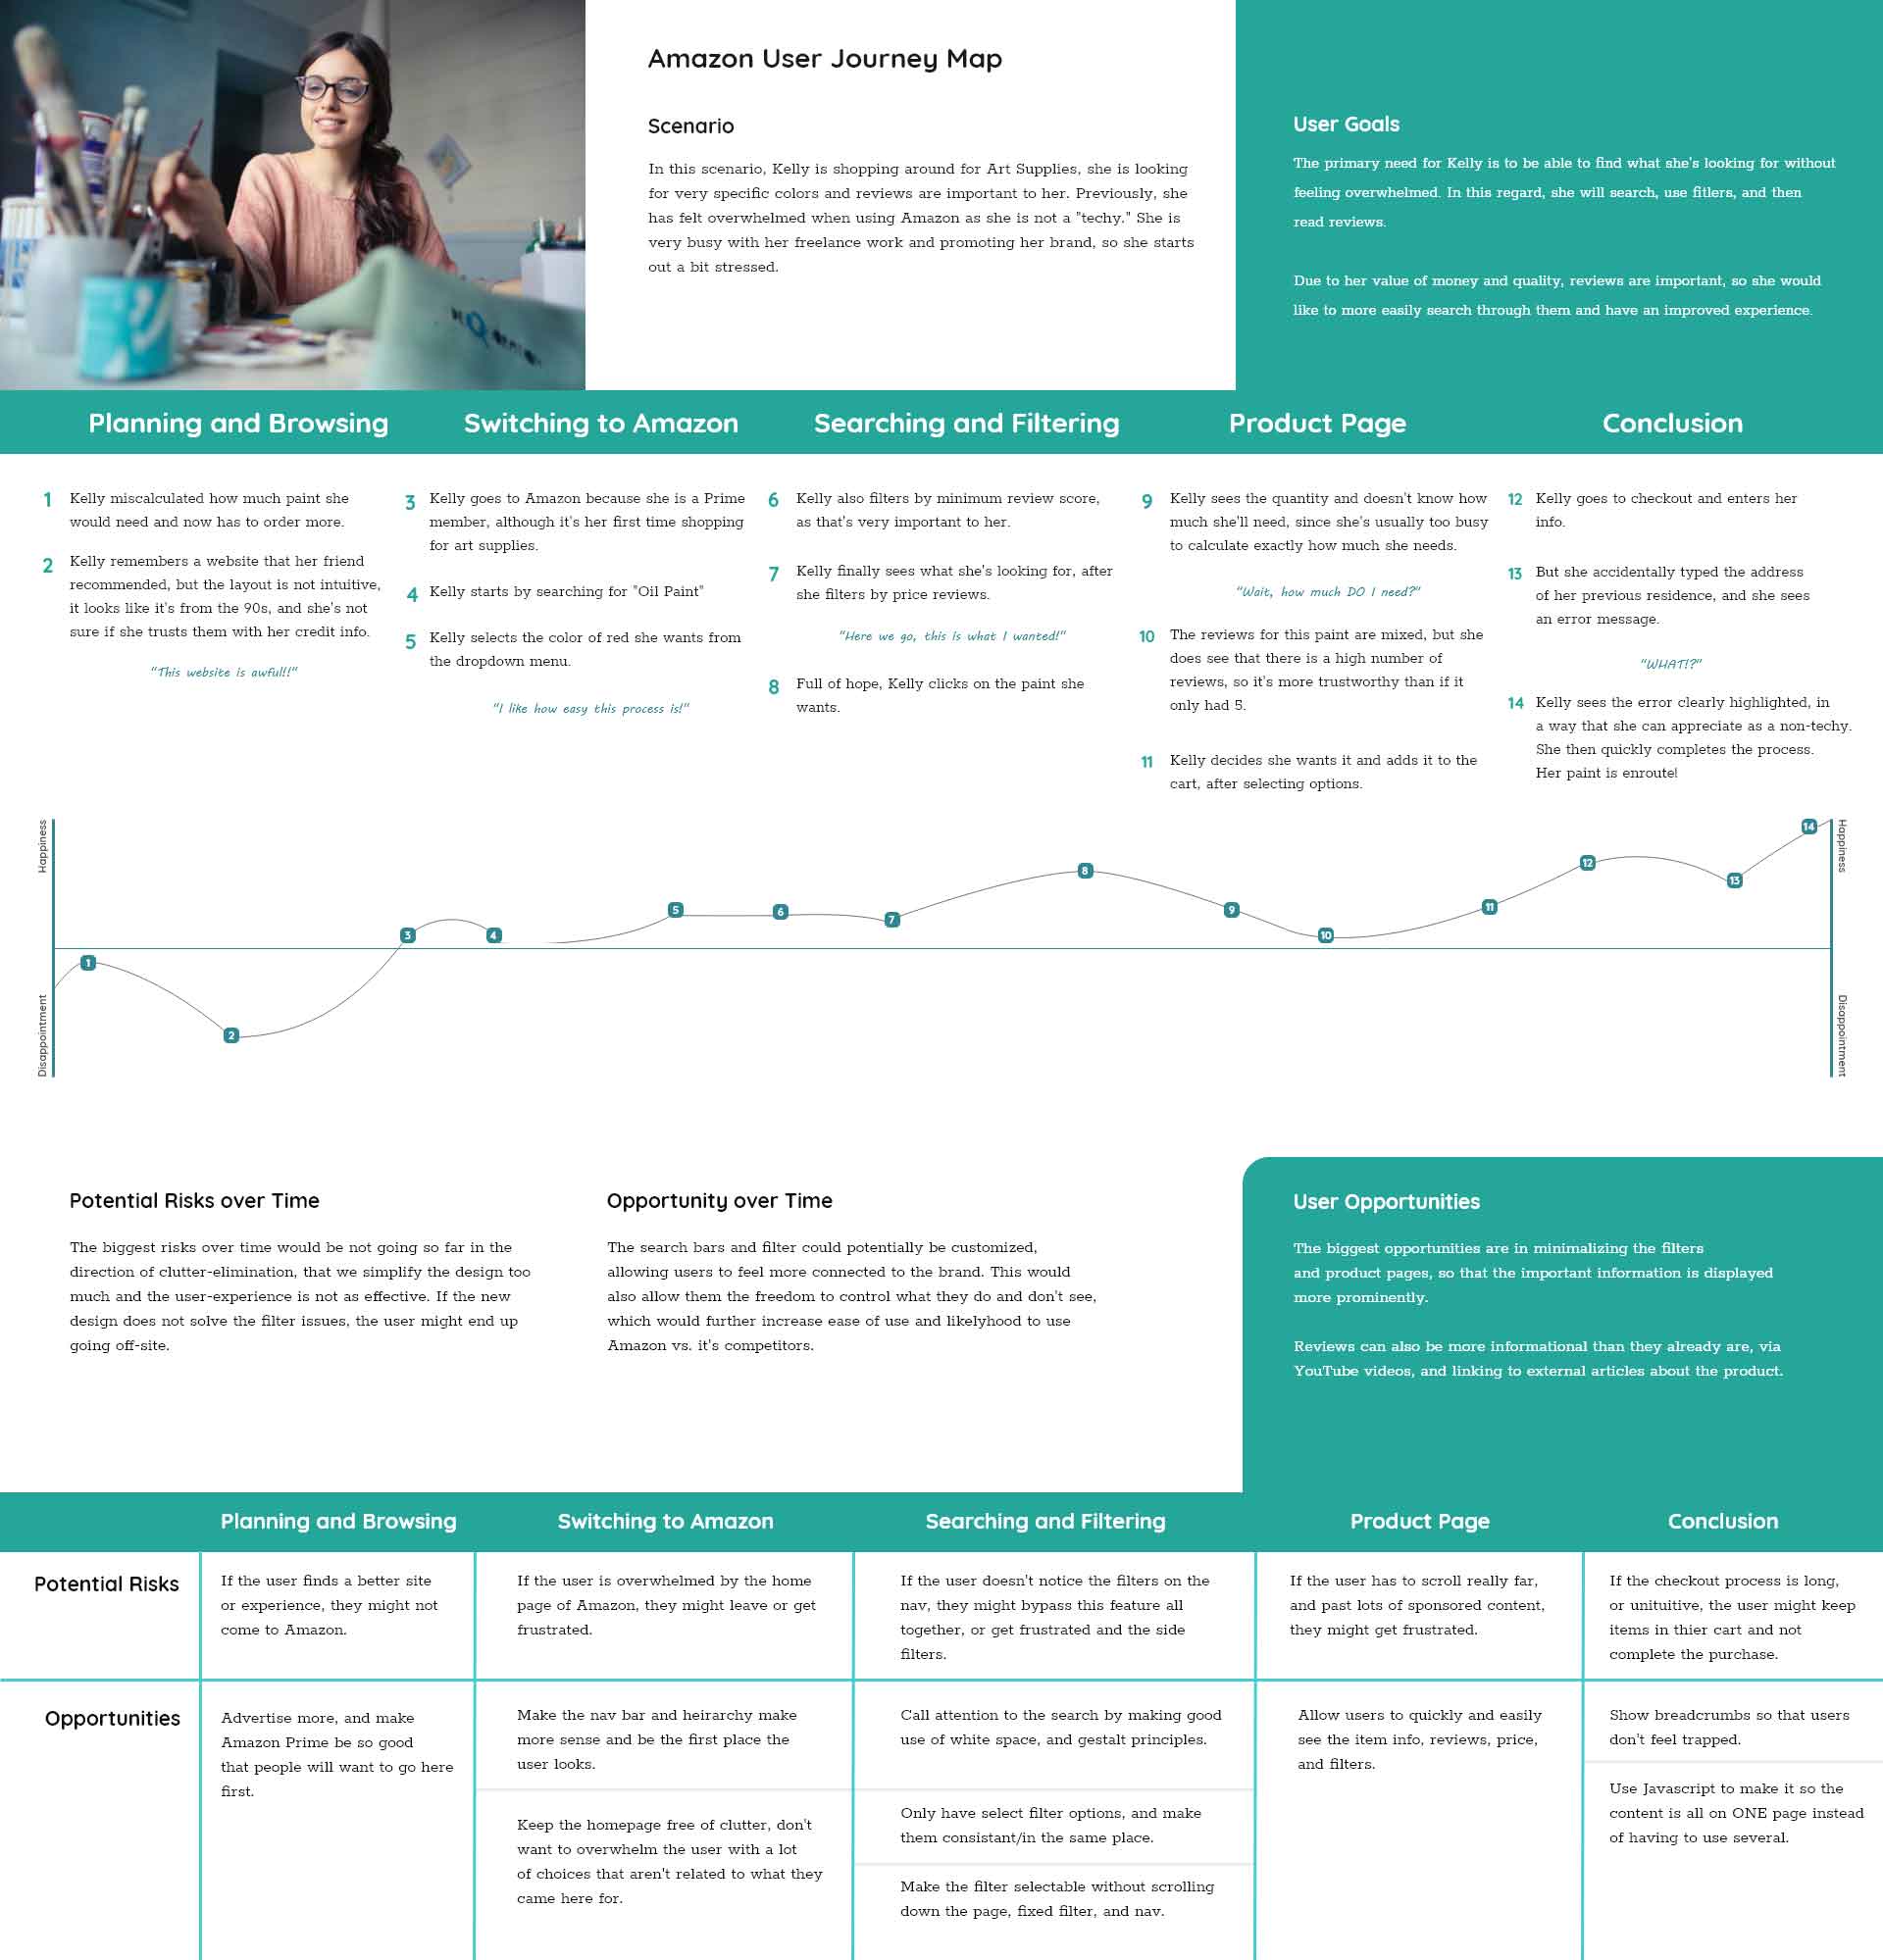 Amazon User Journey Map
Scenario
In this scenario, Kelly is shopping around for Art Supplies, she is looking
for very specific colors and reviews are important to her. Previously, she
has felt overwhelmed when using Amazon as she is not a "techy." She is
very busy with her freelance work and promoting her brand, so she starts
out a bit stressed.
User Goals
The primary need for Kelly is to be able to find what she's looking for without
feeling overwhelmed. In this regard, she will search, use fitlers, and then
read reviews.
Due to her value of money and quality, reviews are important, so she would
like to more easily search through them and have an improved experience.
Planning and Browsing
Switching to Amazon
Searching and Filtering
Product Page
Conclusion
1 Kelly miscalculated how much paint she
would need and now has to order more.
2 Kelly remembers a website that her friend
recommended, but the layout is not intuitive,
it looks like it's from the 90s, and she's not
sure if she trusts them with her credit info.
"This website is awful!!"
3 Kelly goes to Amazon because she is a Prime
member, although it's her first time shopping
for art supplies.
4 Kelly starts by searching for "Oil Paint"
5 Kelly selects the color of red she wants from
the dropdown menu.
"I like how easy this process is!"
6 Kelly also filters by minimum review score,
as that's very important to her.
7 Kelly finally sees what she's looking for, after
she filters by price reviews.
"Here we go, this is what I wanted!"
8 Full of hope, Kelly clicks on the paint she
wants.
9 Kelly sees the quantity and doesn't know how
much she'll need, since she's usually too busy
to calculate exactly how much she needs.
"Wait, how much DO I need?"
10 The reviews for this paint are mixed, but she
does see that there is a high number of
reviews, so it's more trustworthy than if it
only had 5.
11 Kelly decides she wants it and adds it to the
cart, after selecting options.
12 Kelly goes to checkout and enters her
info.
13 But she accidentally typed the address
of her previous residence, and she sees
an error message.
"WHAT!?"
14 Kelly sees the error clearly highlighted, in
a way that she can appreciate as a non-techy.
She then quickly completes the process.
Her paint is enroute!
Happiness
Disappointment
1
2
3
4
5
6
7
8
9
10
11
12
13
14
Happiness
Disappointment
Potential Risks over Time
The biggest risks over time would be not going so far in the
direction of clutter-elimination, that we simplify the design too
much and the user-experience is not as effective. If the new
design does not solve the filter issues, the user might end up
going off-site.
Opportunity over Time
The search bars and filter could potentially be customized,
allowing users to feel more connected to the brand. This would
also allow them the freedom to control what they do and don't see,
which would further increase ease of use and likelyhood to use
Amazon vs. it's competitors.
User Opportunities
The biggest opportunities are in minimalizing the filters
and product pages, so that the important information is displayed
more prominently.
Reviews can also be more informational than they already are, via
YouTube videos, and linking to external articles about the product.
Planning and Browsing
Switching to Amazon
Searching and Filtering
Product Page
Conclusion
Potential Risks
If the user finds a better site
or experience, they might not
come to Amazon.
If the user is overwhelmed by the home
page of Amazon, they might leave or get
frustrated.
If the user doesn't notice the filters on the
nav, they might bypass this feature all
together, or get frustrated and the side
filters.
If the user has to scroll really far,
and past lots of sponsored content,
they might get frustrated.
If the checkout process is long,
or unituitive, the user might keep
items in thier cart and not
complete the purchase.
Opportunities
Advertise more, and make
Amazon Prime be so good
that people will want to go here
first.
Make the nav bar and heirarchy make
more sense and be the first place the
user looks.
Keep the homepage free of clutter, don't
want to overwhelm the user with a lot
of choices that aren't related to what they
came here for.
Call attention to the search by making good
use of white space, and gestalt principles.
Only have select filter options, and make
them consistant/in the same place.
Make the filter selectable without scrolling
down the page, fixed filter, and nav.
Allow users to quickly and easily
see the item info, reviews, price,
and filters.
Show breadcrumbs so that users
don't feel trapped.
Use Javascript to make it so the
content is all on ONE page instead
of having to use several.